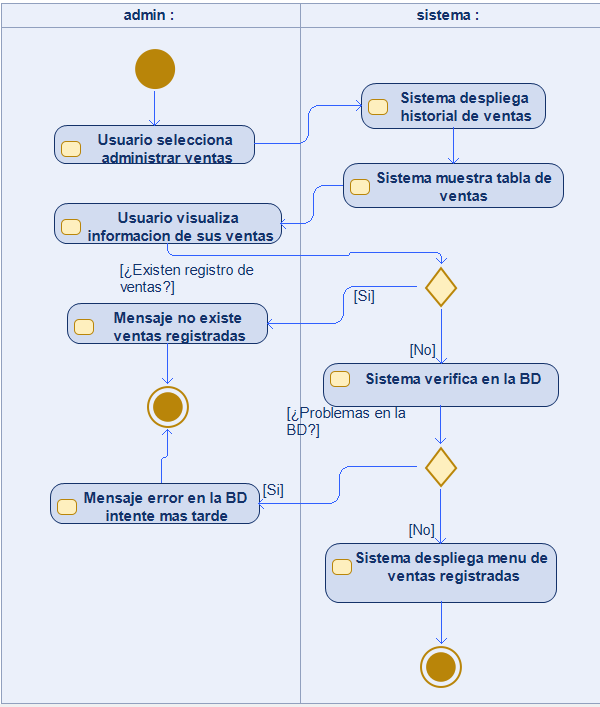 admin :
sistema :
Usuario selecciona
administrar ventas
Sistema despliega
historial de ventas
Sistema muestra tabla de
ventas
Usuario visualiza
informacion de sus ventas
[¿Existen registro de
ventas?]
[Si]
Mensaje no existe
ventas registradas
[No]
Sistema verifica en la BD
[¿Problemas en la
BD?]
[Si]
Mensaje error en la BD
intente mas tarde
[No]
Sistema despliega menu de
ventas registradas